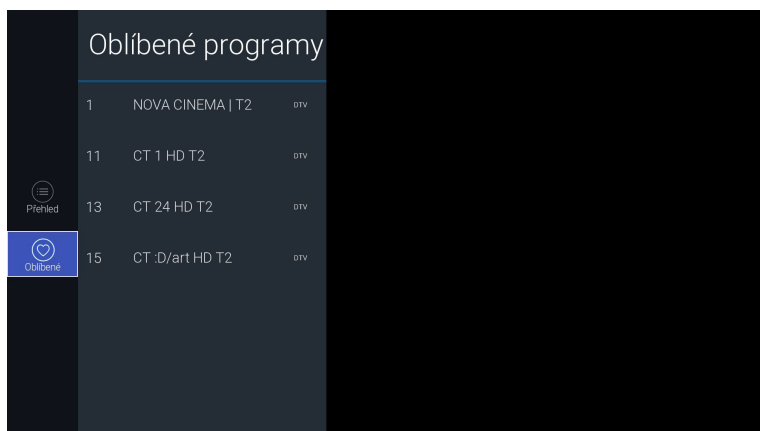 Oblíbené programy
1 NOVA CINEMA | T2 DTV
11 CT 1 HD T2 DTV
13 CT 24 HD T2 DTV
15 CT :D/art HD T2 DTV
Přehled
Oblíbené